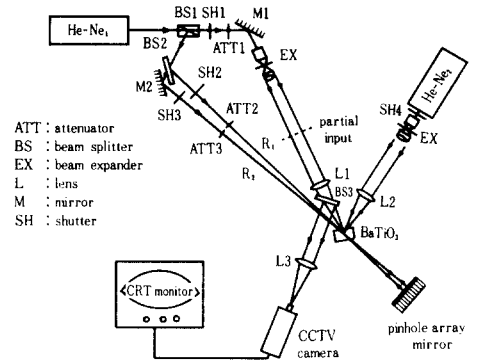 He-Ne₁
BS1 SH1 M1
BS2
ATT1
EX
M2
SH2
SH3
ATT2
ATT3
R₁
partial
input
R₂
SH4
He-Ne₂
EX
L1
BS3
L2
BaTiO₃
L3
ATT : attenuator
BS : beam splitter
EX : beam expander
L : lens
M : mirror
SH : shutter
CRT monitor
CCTV
camera
pinhole array
mirror